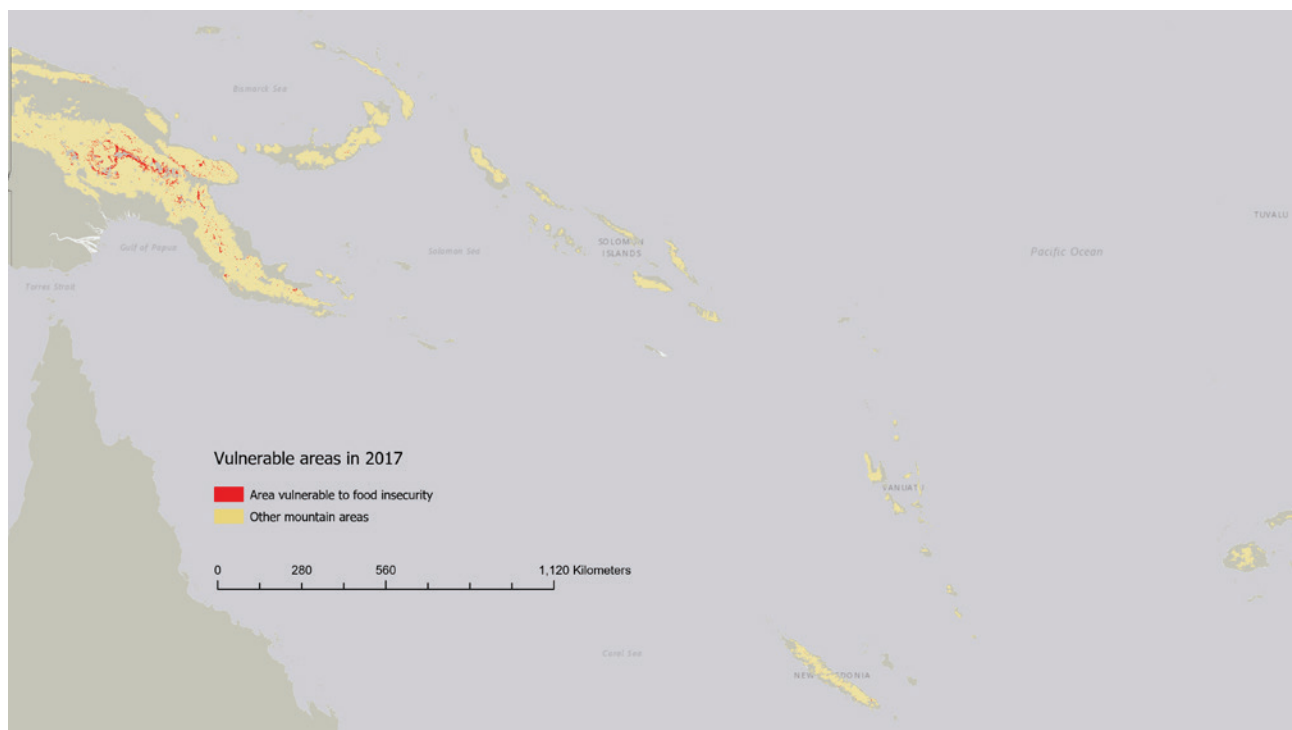 Bismarck Sea
TUVALU
SOLOMON
ISLANDS
Gulf of Papua
Solomon Sea
Pacific Ocean
Torres Strait
Vulnerable areas in 2017
Area vulnerable to food insecurity
VANUATU
Other mountain areas
0 280 560 1,120 Kilometers
Coral Sea
NEW CALEDONIA